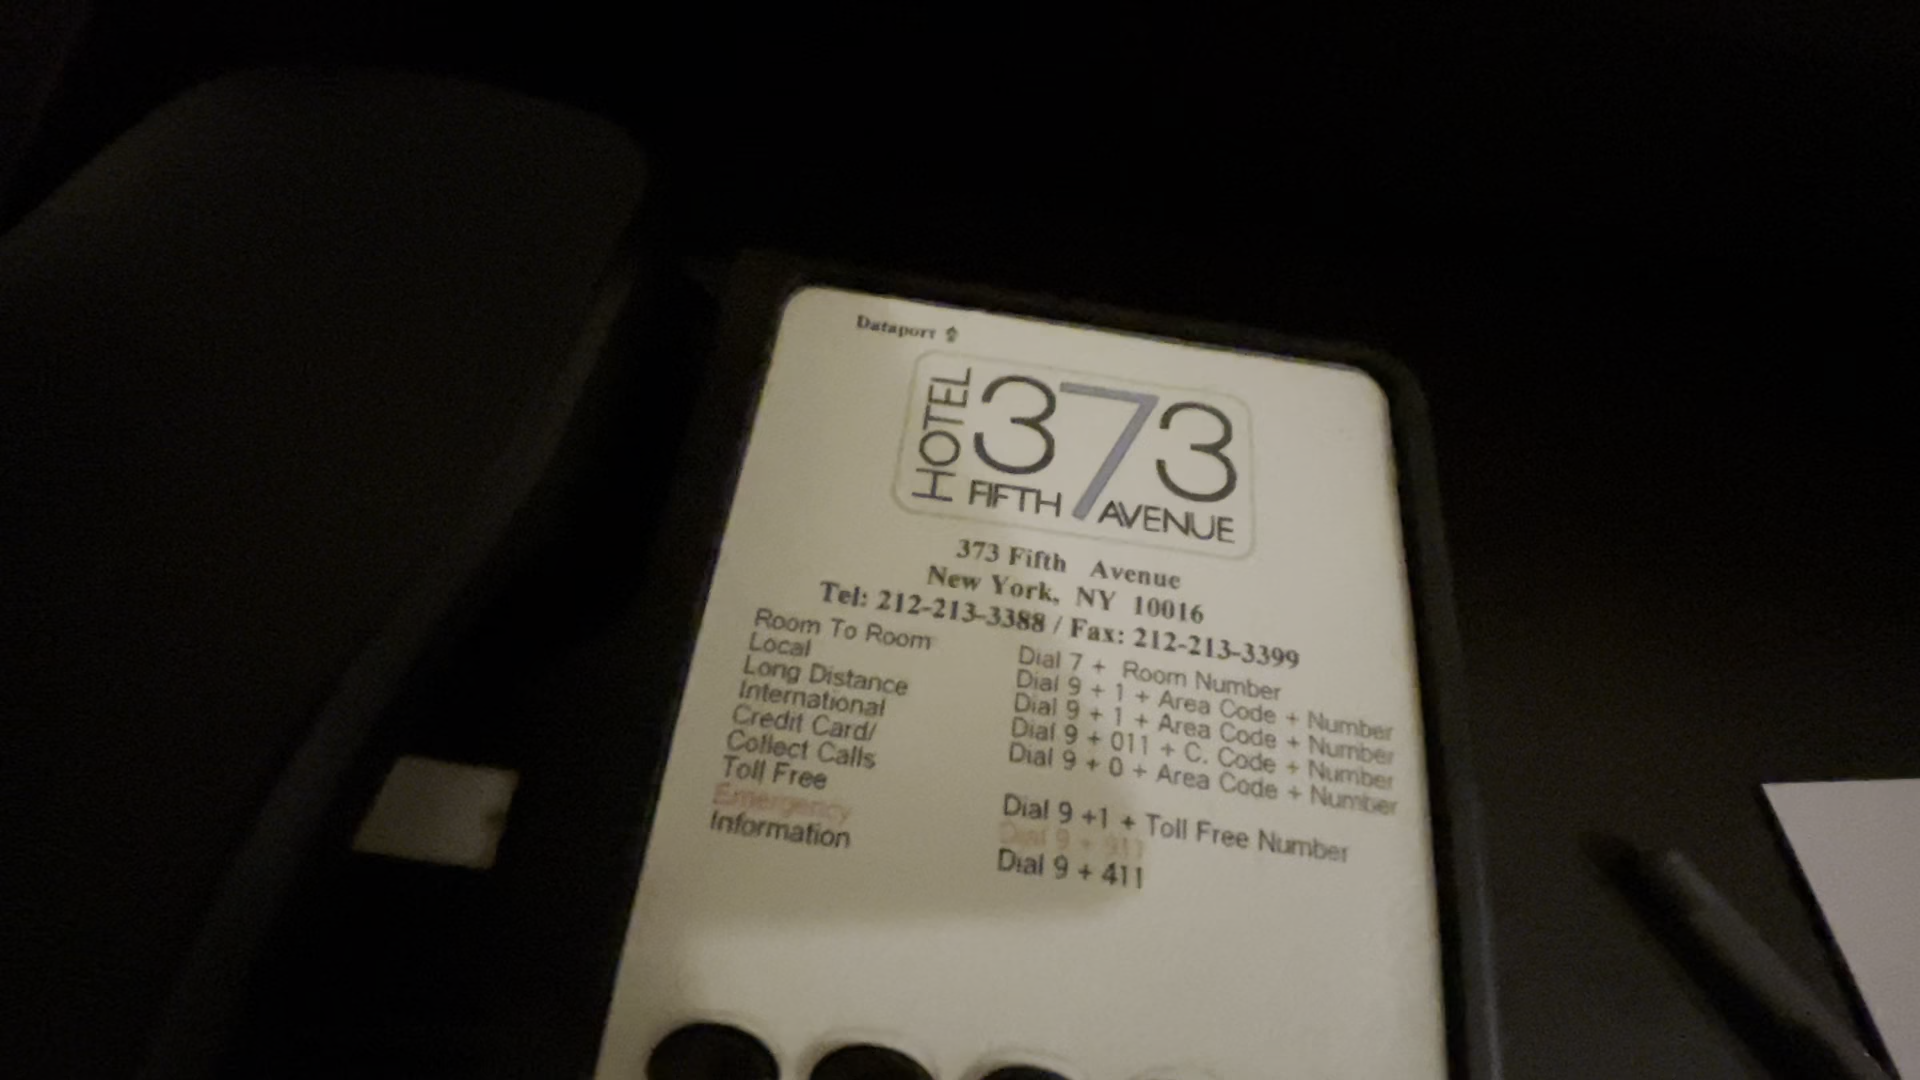 Dataport
HOTEL
373
FIFTH AVENUE
373 Fifth Avenue
New York, NY 10016
Tel: 212-213-3388 / Fax: 212-213-3399
Room To Room Dial 7 + Room Number
Local Dial 9 + 1 + Area Code + Number
Long Distance Dial 9 + 1 + Area Code + Number
International Dial 9 + 011 + C. Code + Number
Credit Card/ Dial 9 + 0 + Area Code + Number
Collect Calls
Toll Free Dial 9 +1 + Toll Free Number
Emergency Dial 9 + 911
Information Dial 9 + 411